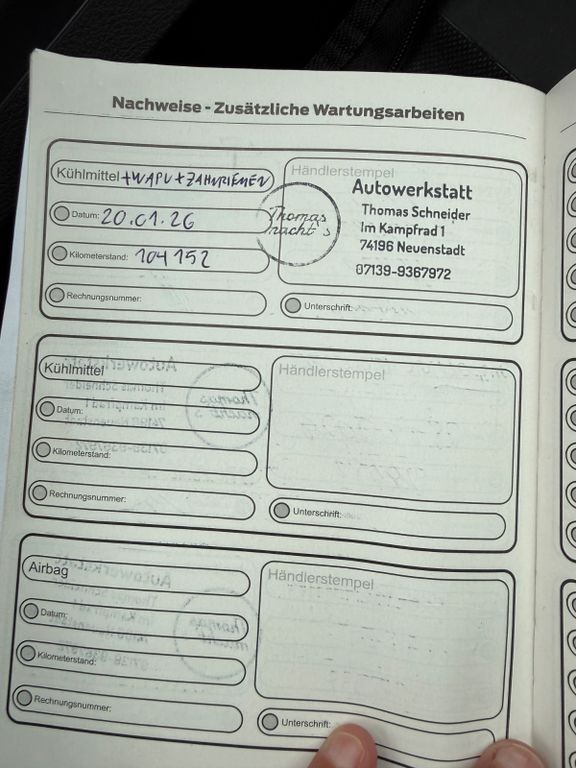 Nachweise - Zusätzliche Wartungsarbeiten
Kühlmittel +WAPU+ZAHNRIEMEN
Datum: 20.01.26
Kilometerstand: 104 152
Rechnungsnummer:
Händlerstempel
Thomas
macht's
Autowerkstatt
Thomas Schneider
Im Kampfrad 1
74196 Neuenstadt
07139-9367972
Unterschrift:
Kühlmittel
Datum:
Kilometerstand:
Rechnungsnummer:
Händlerstempel
Unterschrift:
Airbag
Datum:
Kilometerstand:
Rechnungsnummer:
Händlerstempel
Unterschrift: